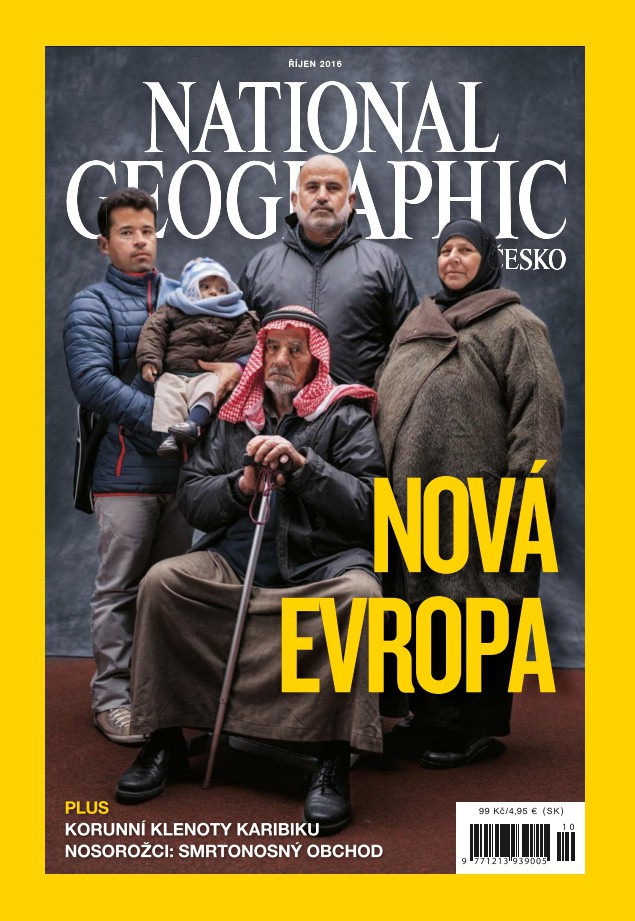 ŘÍJEN 2016
NATIONAL
GEOGRAPHIC
ČESKO
NOVÁ
EVROPA
PLUS
KORUNNÍ KLENOTY KARIBIKU
NOSOROŽCI: SMRTONOSNÝ OBCHOD
99 Kč/4,95 € (SK)
10
9 771213 939005